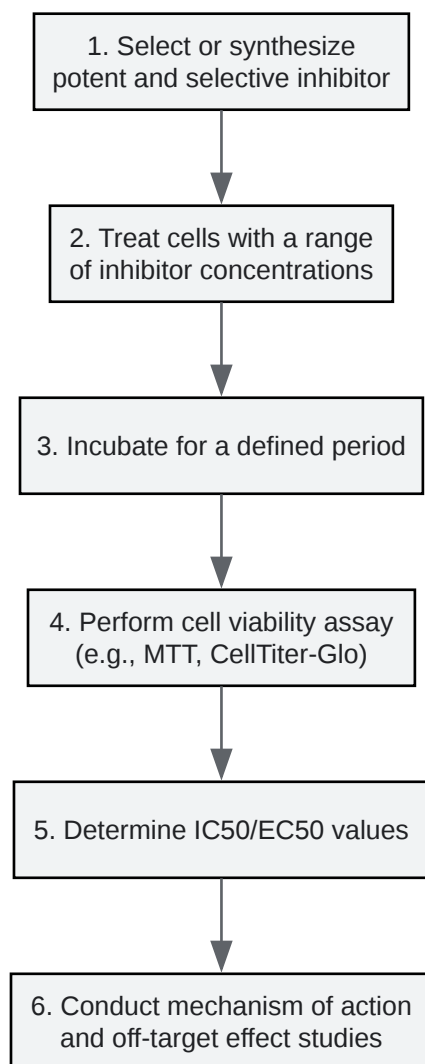 1. Select or synthesize
potent and selective inhibitor
2. Treat cells with a range
of inhibitor concentrations
3. Incubate for a defined period
4. Perform cell viability assay
(e.g., MTT, CellTiter-Glo)
5. Determine IC50/EC50 values
6. Conduct mechanism of action
and off-target effect studies